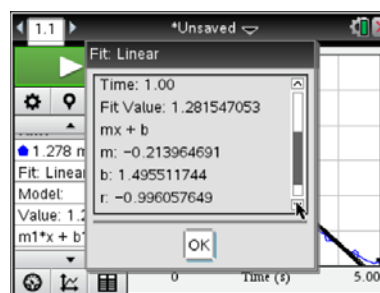 1.1
*Unsaved
Fit: Linear
Time: 1.00
Fit Value: 1.281547053
mx + b
m: -0.213964691
b: 1.495511744
r: -0.996057649
OK
1.278 m
Fit: Linea
Model:
Value: 1.2
m1*x + b
0
Time (s)
5.00